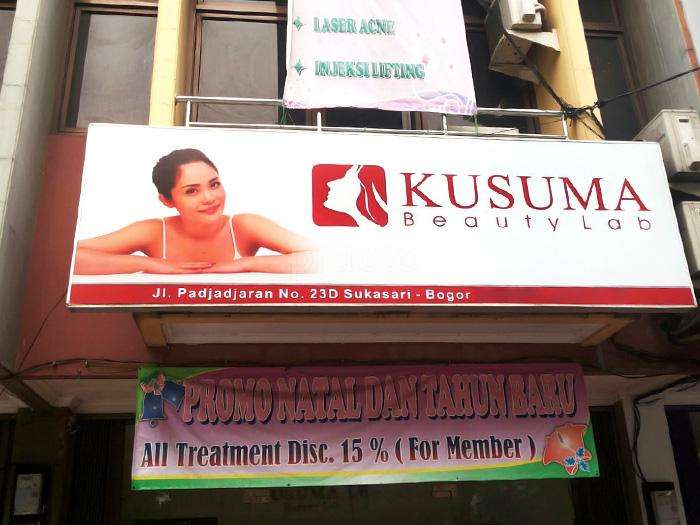 LASER ACNE
INJEKSI LIFTING
KUSUMA
Beauty Lab
Jl. Padjadjaran No. 23D Sukasari - Bogor
PROMO NATAL DAN TAHUN BARU
All Treatment Disc. 15 % ( For Member )